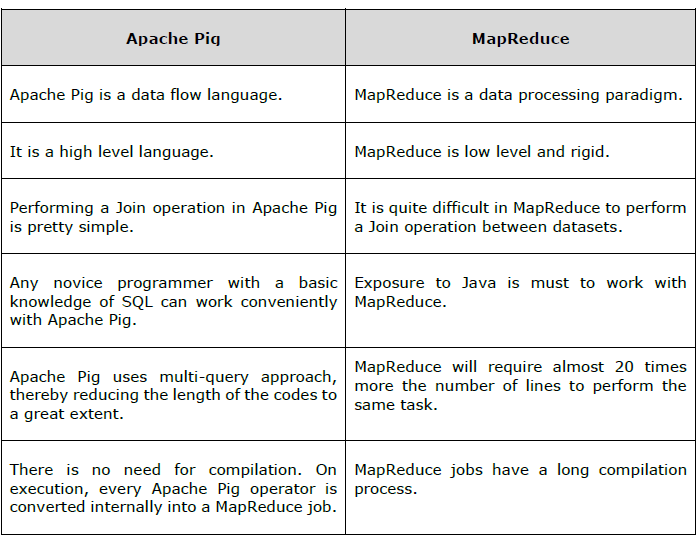 Apache Pig
MapReduce
Apache Pig is a data flow language.
MapReduce is a data processing paradigm.
It is a high level language.
MapReduce is low level and rigid.
Performing a Join operation in Apache Pig
is pretty simple.
It is quite difficult in MapReduce to perform
a Join operation between datasets.
Any novice programmer with a basic
knowledge of SQL can work conveniently
with Apache Pig.
Exposure to Java is must to work with
MapReduce.
Apache Pig uses multi-query approach,
thereby reducing the length of the codes to
a great extent.
MapReduce will require almost 20 times
more the number of lines to perform the
same task.
There is no need for compilation. On
execution, every Apache Pig operator is
converted internally into a MapReduce job.
MapReduce jobs have a long compilation
process.